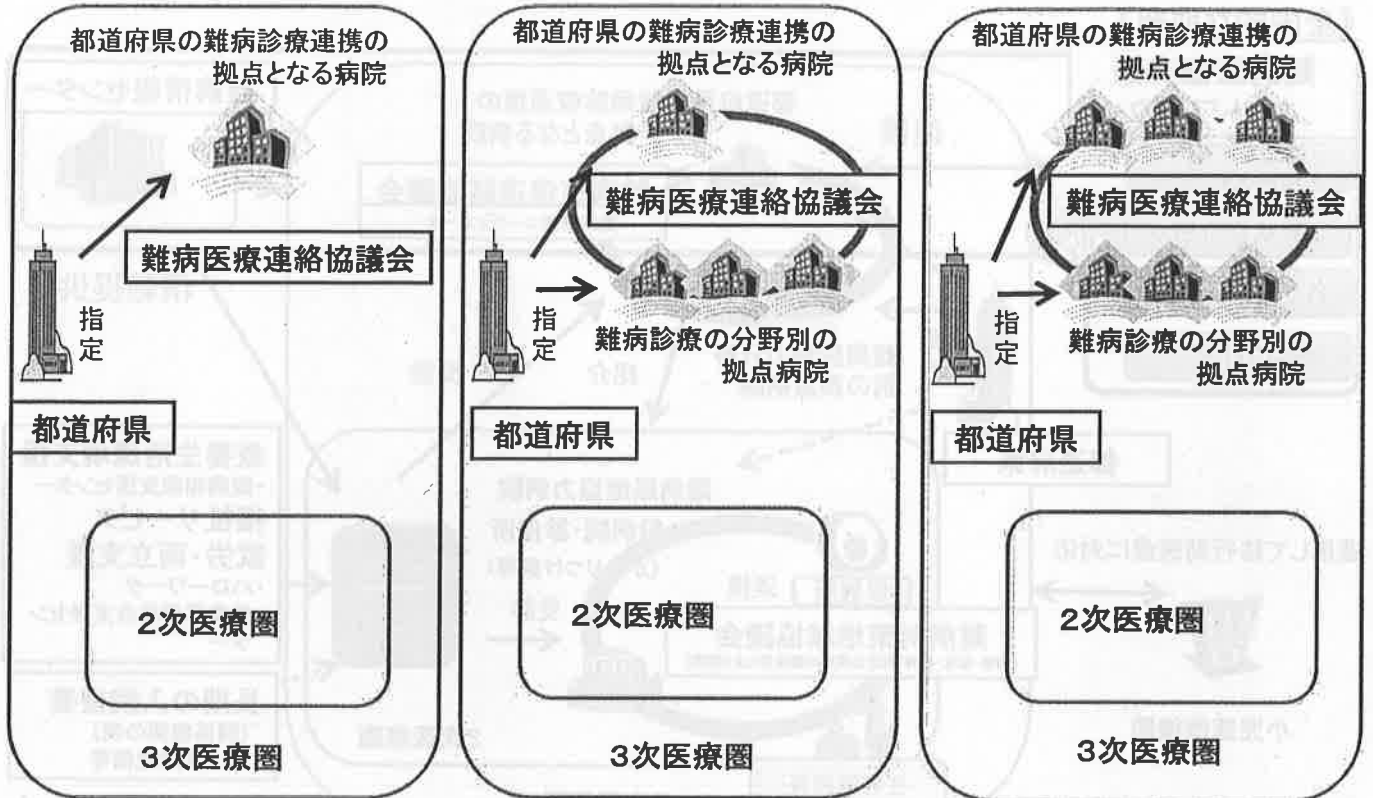 都道府県の難病診療連携の
拠点となる病院
難病医療連絡協議会
指定
都道府県
2次医療圏
3次医療圏
都道府県の難病診療連携の
拠点となる病院
難病医療連絡協議会
指定
難病診療の分野別の
拠点病院
都道府県
2次医療圏
3次医療圏
都道府県の難病診療連携の
拠点となる病院
難病医療連絡協議会
指定
難病診療の分野別の
拠点病院
都道府県
2次医療圏
3次医療圏